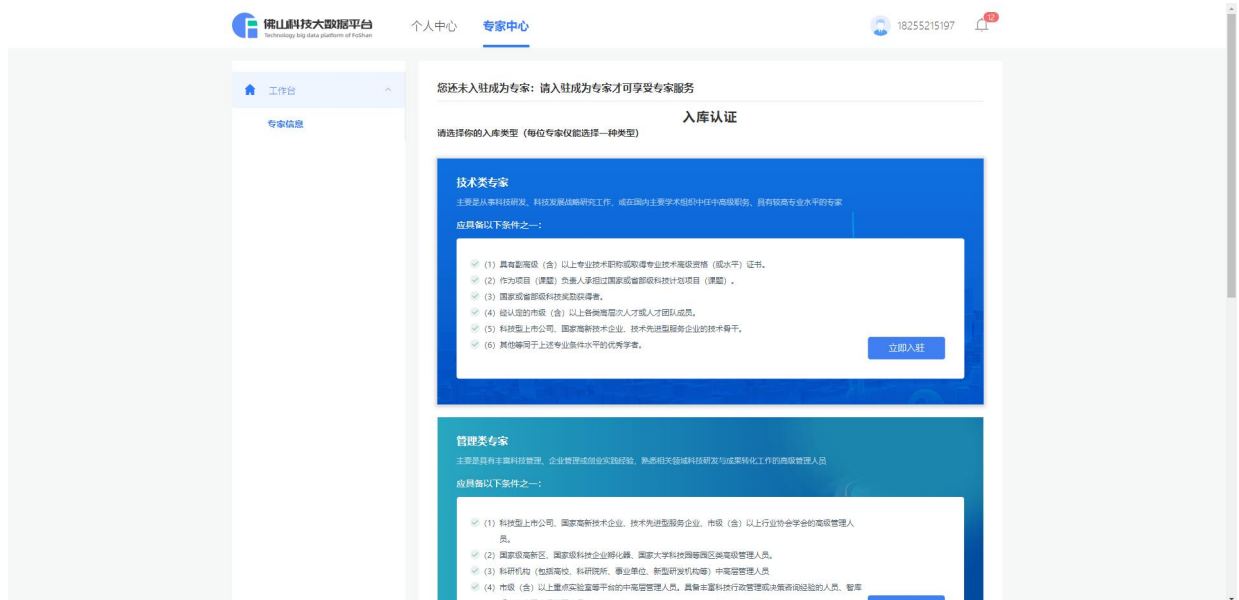 佛山科技大数据平台
Technology big data platform of FoShan
个人中心
专家中心
18255215197
12
工作台
专家信息
您还未入驻成为专家：请入驻成为专家才可享受专家服务
入库认证
请选择你的入库类型（每位专家仅能选择一种类型）
技术类专家
主要是从事科技研发、科技发展战略研究工作，或在国内主要学术组织中任中高级职务、具有较高专业水平的专家
应具备以下条件之一：
（1）具有副高级（含）以上专业技术职称或取得专业技术高级资格（或水平）证书。
（2）作为项目（课题）负责人承担过国家或省部级科技计划项目（课题）。
（3）国家或省部级科技奖励获得者。
（4）经认定的市级（含）以上各类高层次人才或人才团队成员。
（5）科技型上市公司、国家高新技术企业、技术先进型服务企业的技术骨干。
（6）其他等同于上述专业条件水平的优秀学者。
立即入驻
管理类专家
主要是具有丰富科技管理、企业管理或创业实践经验，熟悉相关领域科技研发与成果转化工作的高级管理人员
应具备以下条件之一：
（1）科技型上市公司、国家高新技术企业、技术先进型服务企业、市级（含）以上行业协会学会的高级管理人
员。
（2）国家级高新区、国家级科技企业孵化器、国家大学科技园等园区类高级管理人员。
（3）科研机构（包括高校、科研院所、事业单位、新型研发机构等）中高层管理人员
（4）市级（含）以上重点实验室等平台的中高层管理人员。具备丰富科技行政管理或决策咨询经验的人员、智库